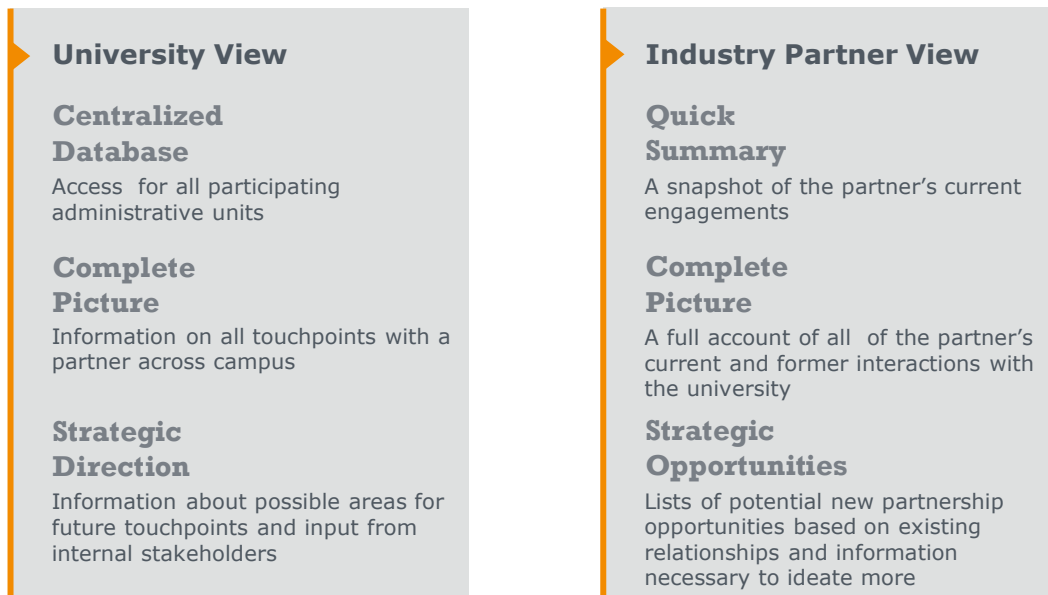 University View
Centralized
Database
Access for all participating
administrative units
Complete
Picture
Information on all touchpoints with a
partner across campus
Strategic
Direction
Information about possible areas for
future touchpoints and input from
internal stakeholders
Industry Partner View
Quick
Summary
A snapshot of the partner’s current
engagements
Complete
Picture
A full account of all of the partner’s
current and former interactions with
the university
Strategic
Opportunities
Lists of potential new partnership
opportunities based on existing
relationships and information
necessary to ideate more